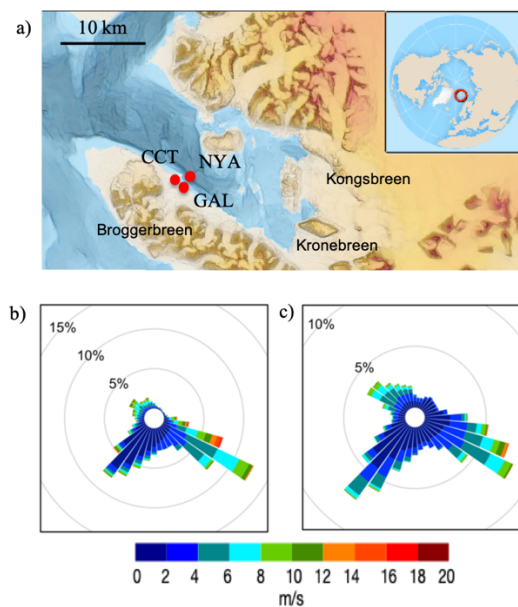 a)
10 km
CCT NYA
GAL
Kongsbreen
Broggerbreen
Kronebreen
b) c)
15%
10%
5%
10%
5%
0 2 4 6 8 10 12 14 16 18 20
m/s